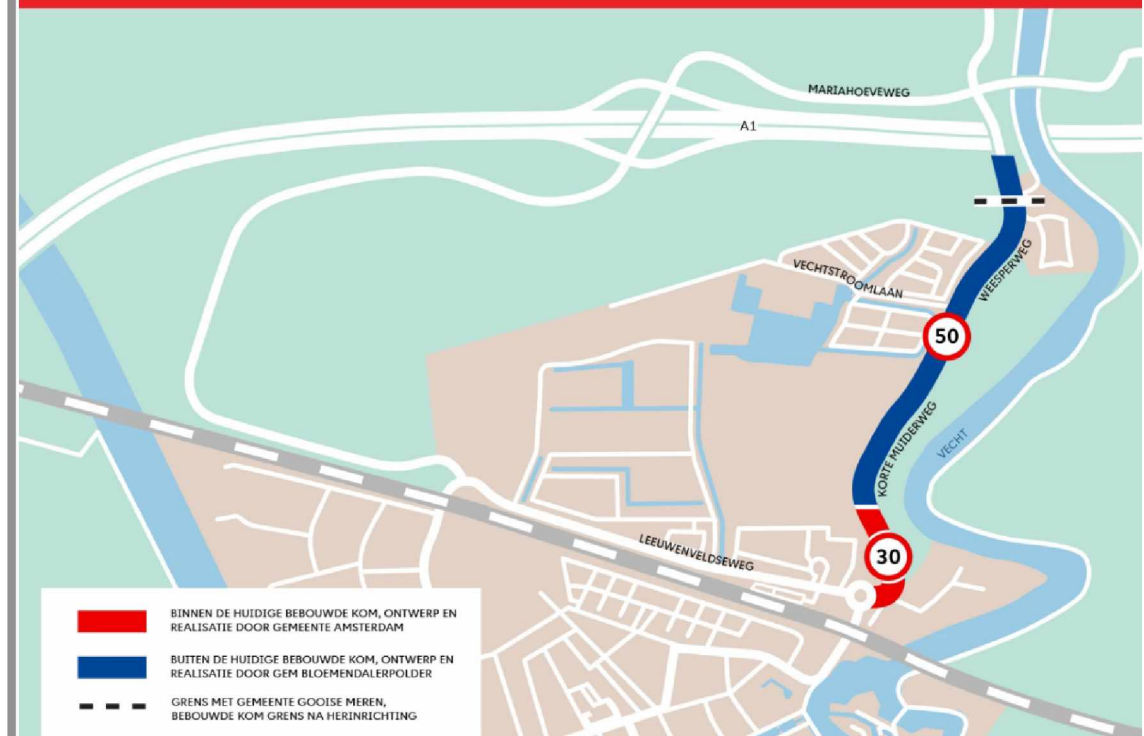 MARIAHOEVEWEG
A1
VECHTSTROOMLAAN
WEESPERWEG
50
KORTE MUIDERWEG
VECHT
30
LEEUWENVELDSEWEG
BINNEN DE HUIDIGE BEBOUWDE KOM, ONTWERP EN
REALISATIE DOOR GEMEENTE AMSTERDAM
BUITEN DE HUIDIGE BEBOUWDE KOM, ONTWERP EN
REALISATIE DOOR GEM BLOEMENDALERPOLDER
GRENS MET GEMEENTE GOOISE MEREN,
BEBOUWDE KOM GRENS NA HERINRICHTING